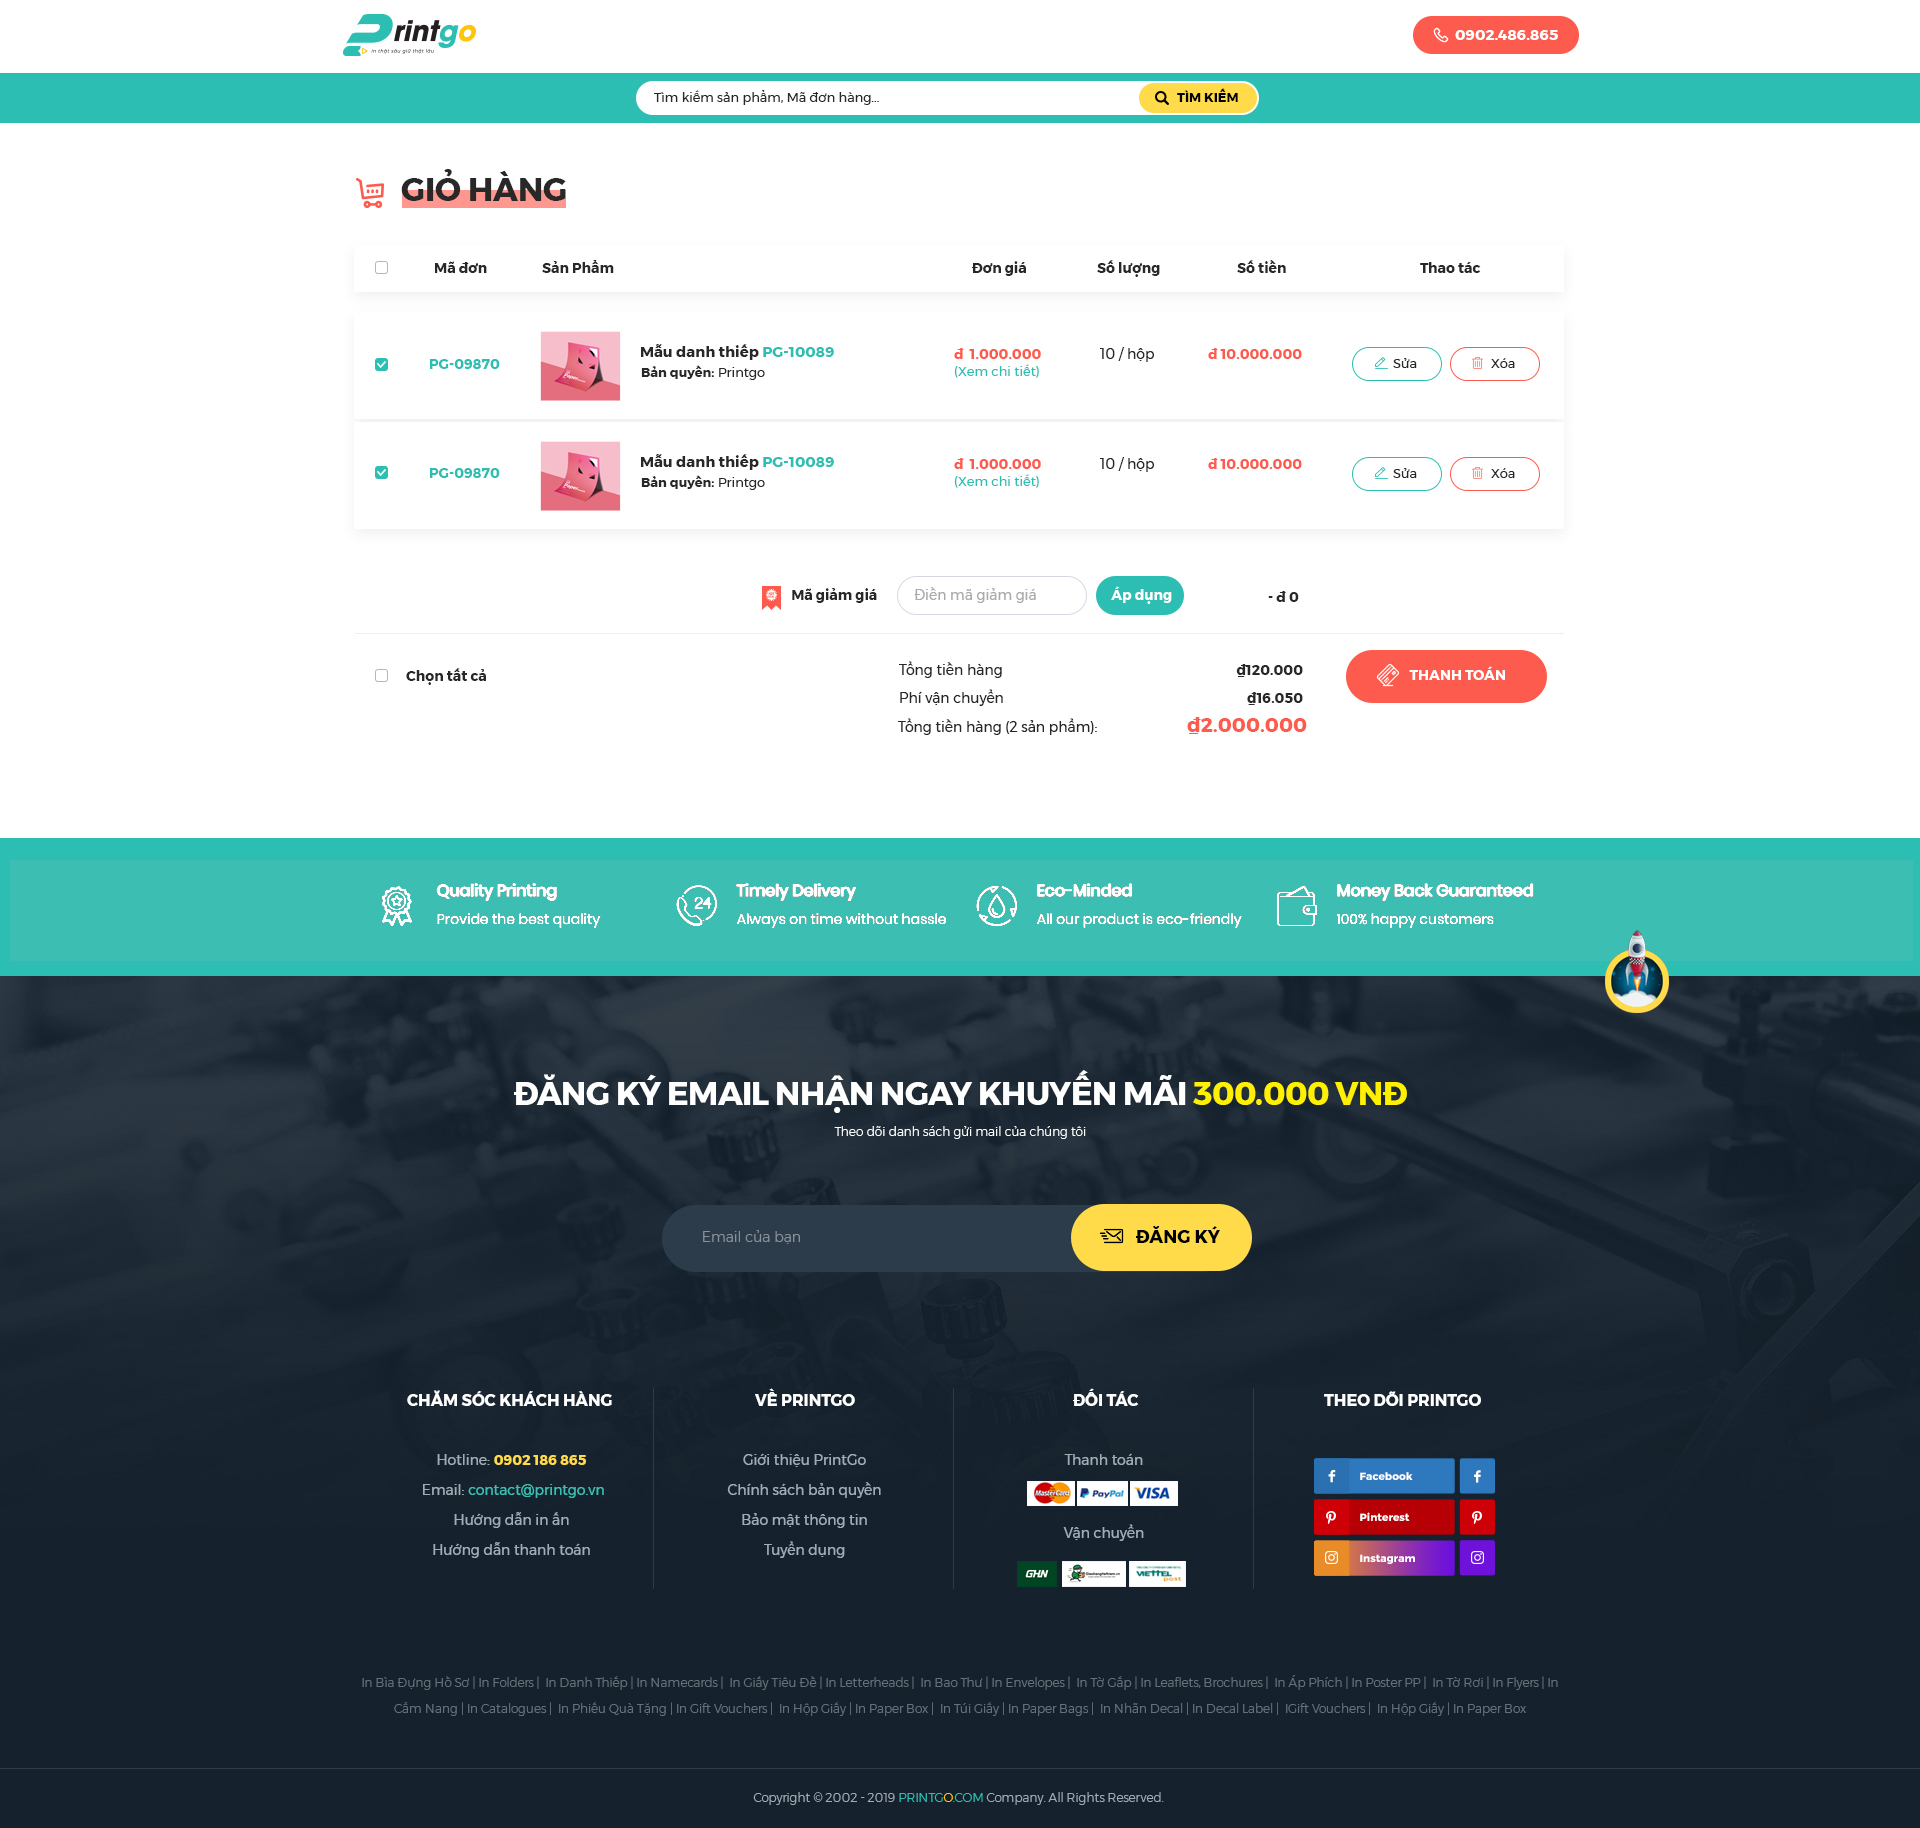 Printgo
in thật sâu giữ thật lâu
0902.486.865
Tìm kiếm sản phẩm, Mã đơn hàng...
TÌM KIẾM
GIỎ HÀNG
Mã đơn Sản Phẩm Đơn giá Số lượng Số tiền Thao tác
PG-09870 Mẫu danh thiếp PG-10089 đ 1.000.000 10 / hộp đ 10.000.000 Sửa Xóa
Bản quyền: Printgo (Xem chi tiết)
PG-09870 Mẫu danh thiếp PG-10089 đ 1.000.000 10 / hộp đ 10.000.000 Sửa Xóa
Bản quyền: Printgo (Xem chi tiết)
Mã giảm giá Điền mã giảm giá Áp dụng - đ 0
Chọn tất cả
Tổng tiền hàng ₫120.000
THANH TOÁN
Phí vận chuyển ₫16.050
Tổng tiền hàng (2 sản phẩm): ₫2.000.000
Quality Printing
Provide the best quality
24
Timely Delivery
Always on time without hassle
Eco-Minded
All our product is eco-friendly
Money Back Guaranteed
100% happy customers
ĐĂNG KÝ EMAIL NHẬN NGAY KHUYẾN MÃI 300.000 VNĐ
Theo dõi danh sách gửi mail của chúng tôi
Email của bạn
ĐĂNG KÝ
CHĂM SÓC KHÁCH HÀNG
Hotline: 0902 186 865
Email: contact@printgo.vn
Hướng dẫn in ấn
Hướng dẫn thanh toán
VỀ PRINTGO
Giới thiệu PrintGo
Chính sách bản quyền
Bảo mật thông tin
Tuyển dụng
ĐỐI TÁC
Thanh toán
MasterCard PayPal VISA
Vận chuyển
GHN
VIETTEL
post
THEO DÕI PRINTGO
Facebook
Pinterest
Instagram
In Bìa Đựng Hồ Sơ | In Folders | In Danh Thiếp | In Namecards | In Giấy Tiêu Đề | In Letterheads | In Bao Thư | In Envelopes | In Tờ Gấp | In Leaflets, Brochures | In Áp Phích | In Poster PP | In Tờ Rơi | In Flyers | In
Cẩm Nang | In Catalogues | In Phiếu Quà Tặng | In Gift Vouchers | In Hộp Giấy | In Paper Box | In Túi Giấy | In Paper Bags | In Nhãn Decal | In Decal Label | IGift Vouchers | In Hộp Giấy | In Paper Box
Copyright © 2002 - 2019 PRINTGO.COM Company. All Rights Reserved.